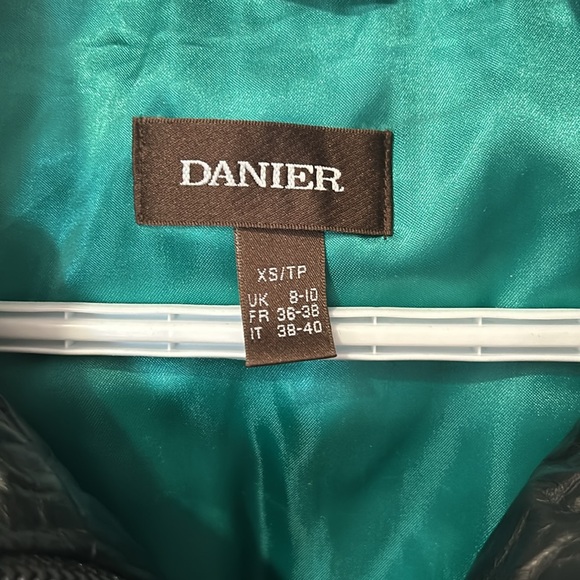 DANIER
XS/TP
UK 8-10
FR 36-38
IT 38-40